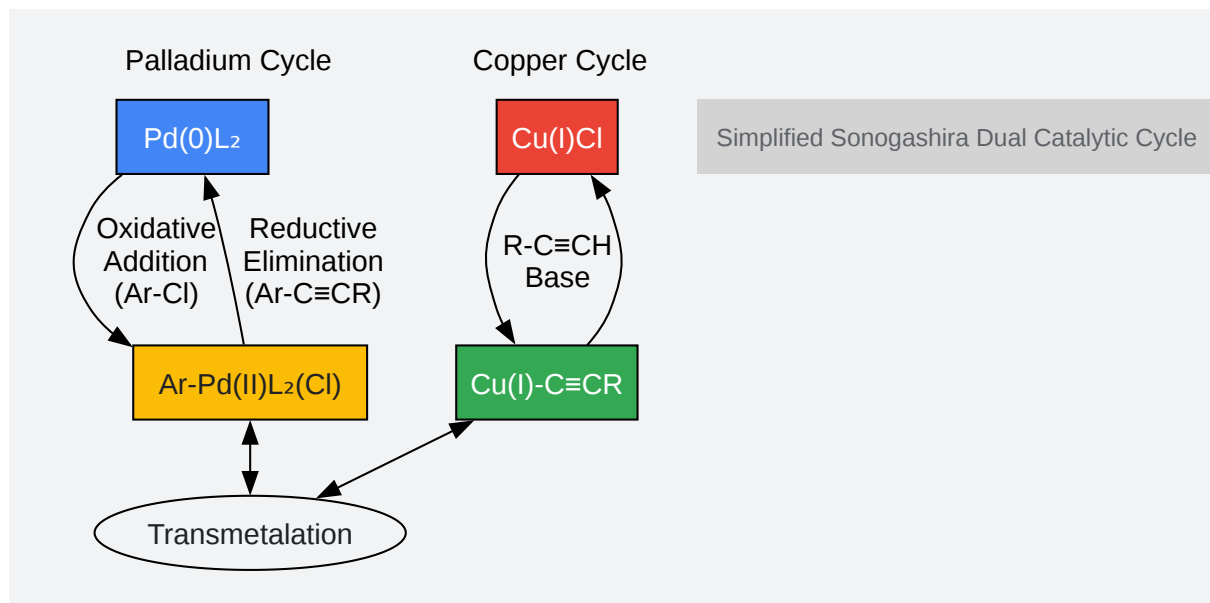 Palladium Cycle
Copper Cycle
Pd(0)L₂
Cu(I)Cl
Simplified Sonogashira Dual Catalytic Cycle
Oxidative
Addition
(Ar-Cl)
Reductive
Elimination
(Ar-C≡CR)
R-C≡CH
Base
Ar-Pd(II)L₂(Cl)
Cu(I)-C≡CR
Transmetalation